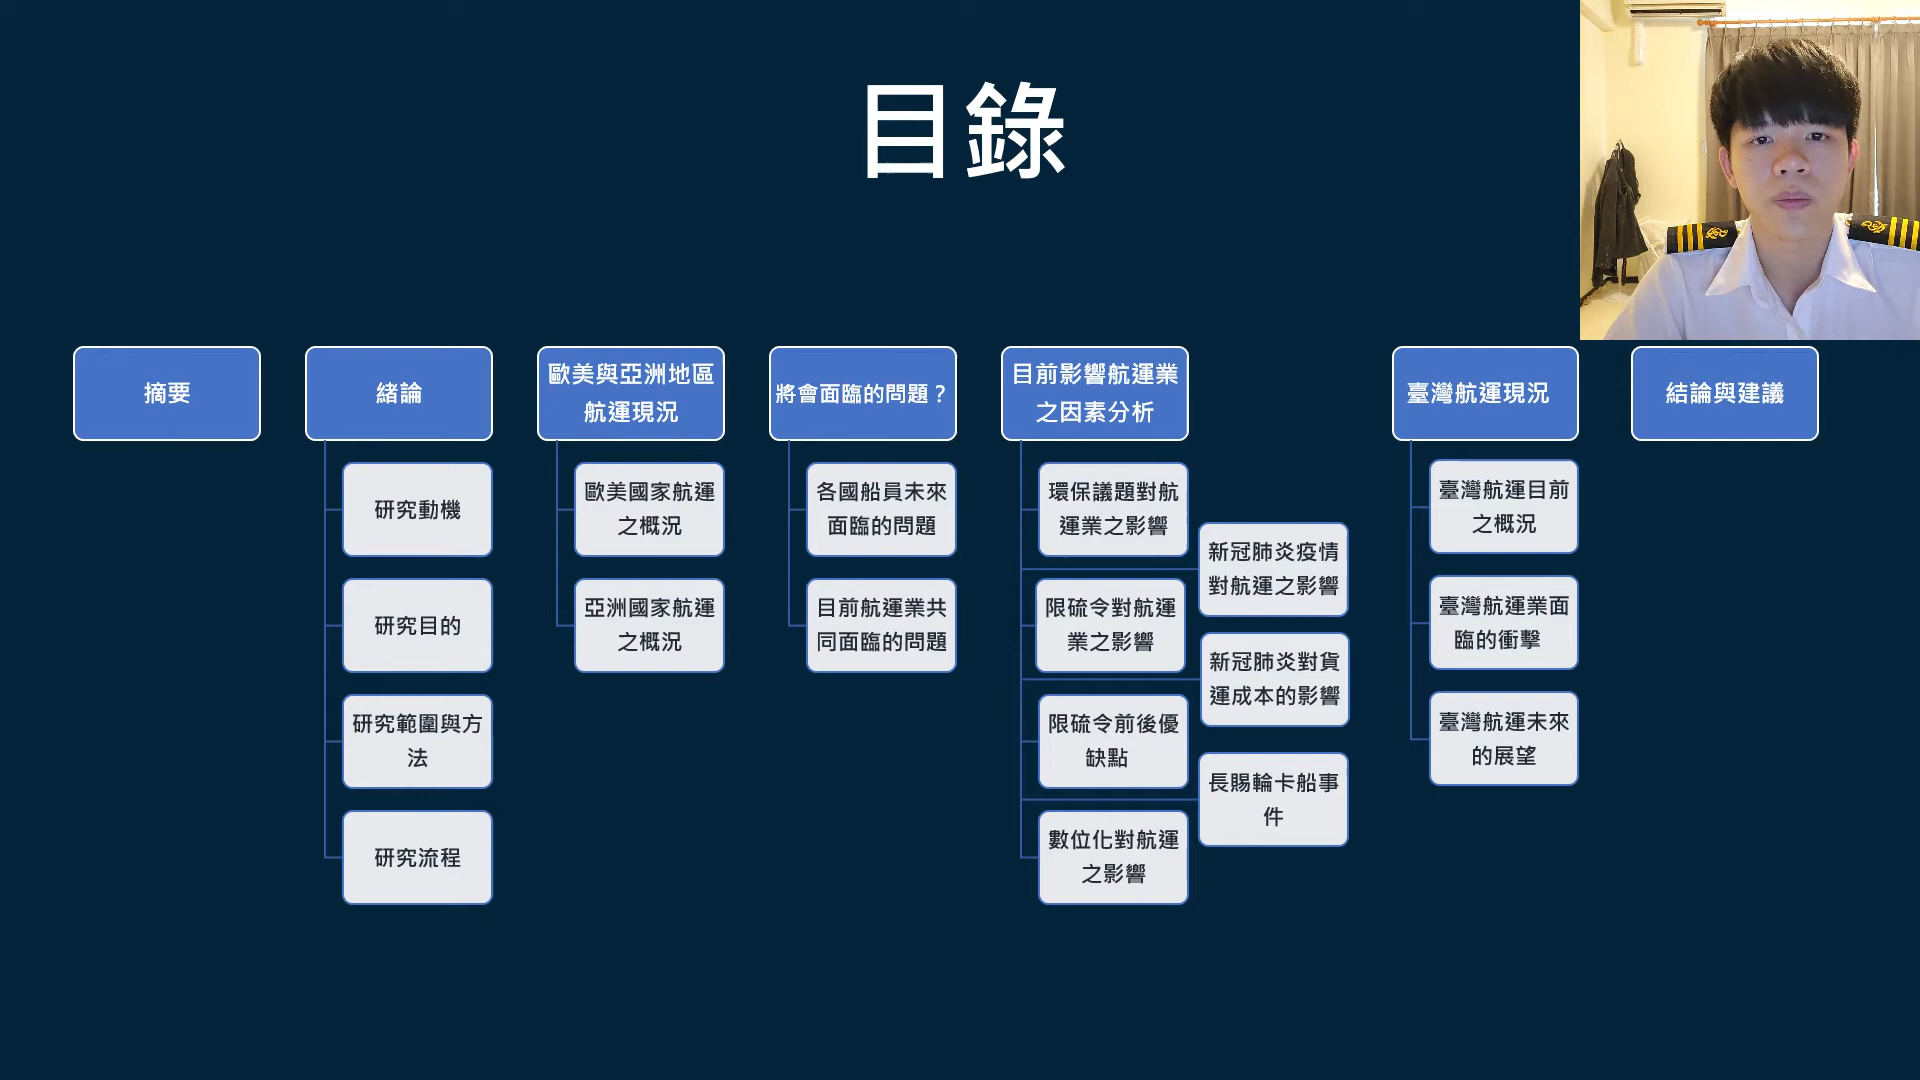 目錄
摘要
緒論
研究動機
研究目的
研究範圍與方
法
研究流程
歐美與亞洲地區
航運現況
歐美國家航運
之概況
亞洲國家航運
之概況
將會面臨的問題？
各國船員未來
面臨的問題
目前航運業共
同面臨的問題
目前影響航運業
之因素分析
環保議題對航
運業之影響
限硫令對航運
業之影響
限硫令前後優
缺點
數位化對航運
之影響
新冠肺炎疫情
對航運之影響
新冠肺炎對貨
運成本的影響
長賜輪卡船事
件
臺灣航運現況
臺灣航運目前
之概況
臺灣航運業面
臨的衝擊
臺灣航運未來
的展望
結論與建議